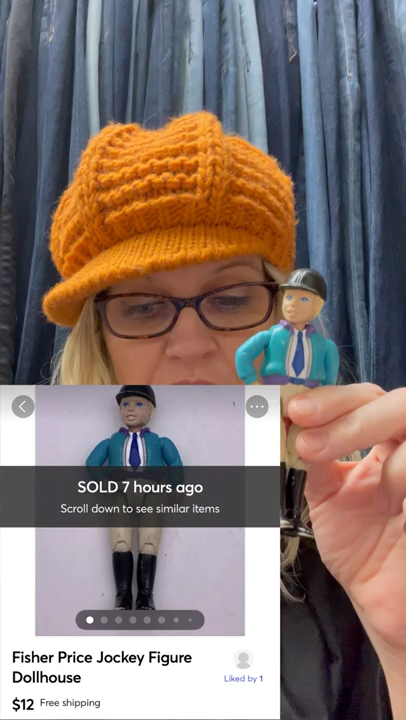 1
SOLD 7 hours ago
Scroll down to see similar items
Fisher Price Jockey Figure
Dollhouse
Liked by 1
$12 Free shipping